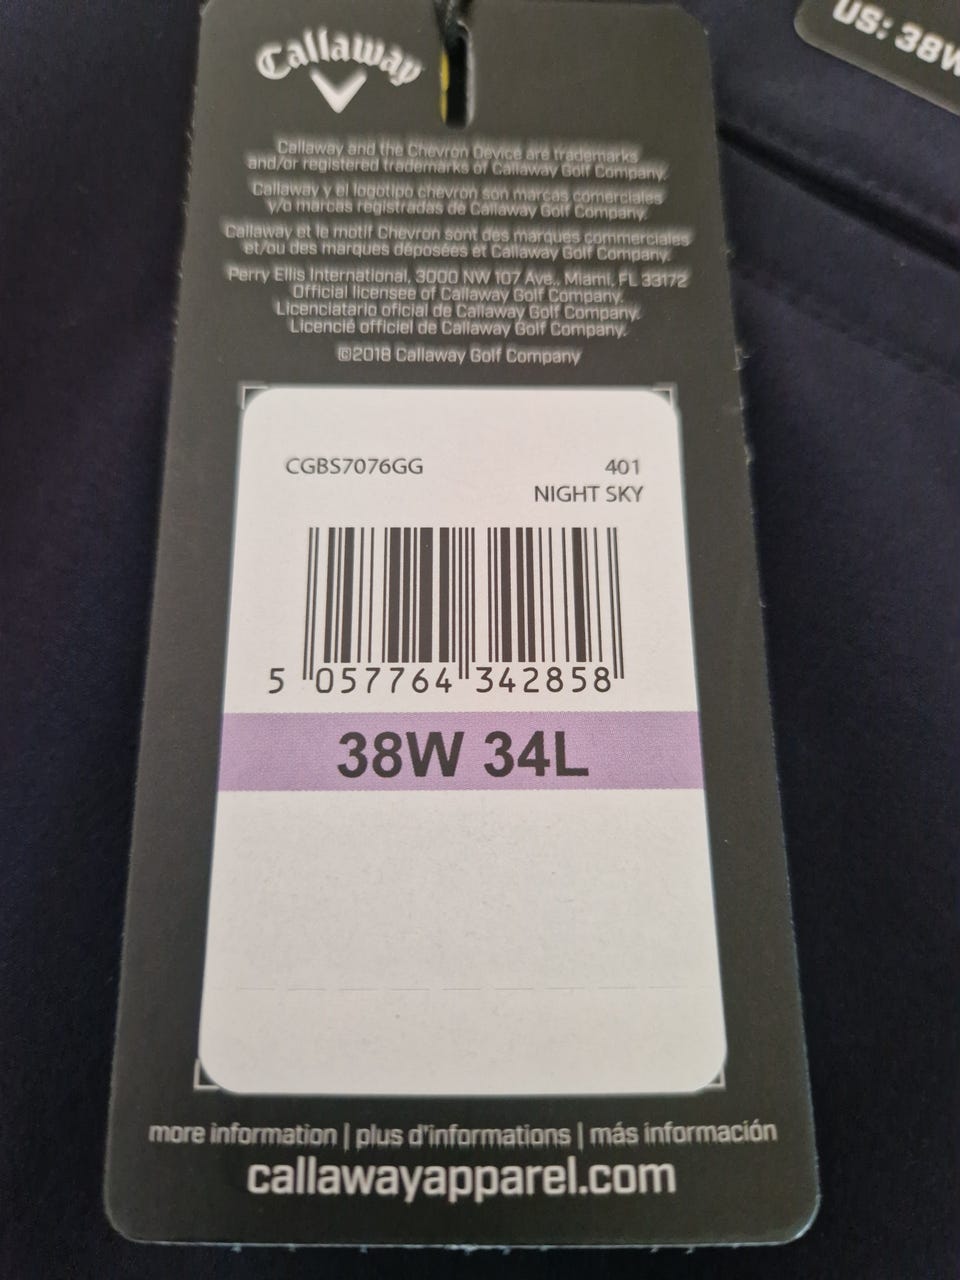 Callaway
US: 38W
Callaway and the Chevron Device are trademarks
and/or registered trademarks of Callaway Golf Company.
Callaway y el logotipo chevron son marcas comerciales
y/o marcas registradas de Callaway Golf Company.
Callaway et le motif Chevron sont des marques commerciales
et/ou des marques déposées et Callaway Golf Company.
Perry Ellis International, 3000 NW 107 Ave., Miami, FL 33172
Official licensee of Callaway Golf Company.
Licenciatario oficial de Callaway Golf Company.
Licencié officiel de Callaway Golf Company.
©2018 Callaway Golf Company
CGBS7076GG 401
NIGHT SKY
5 057764 342858
38W 34L
more information | plus d'informations | más información
callawayapparel.com